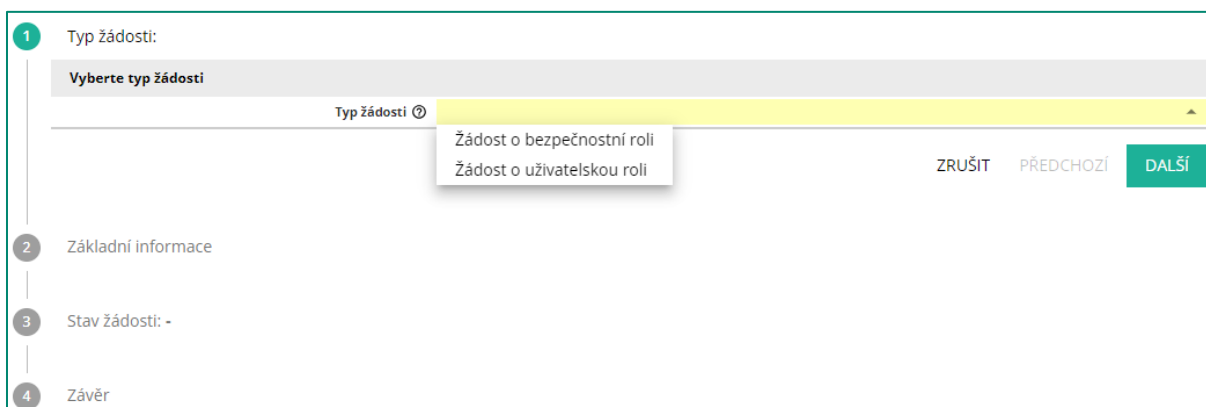 1 Typ žádosti:
Vyberte typ žádosti
Typ žádosti ?
Žádost o bezpečnostní roli
Žádost o uživatelskou roli
ZRUŠIT PŘEDCHOZÍ DALŠÍ
2 Základní informace
3 Stav žádosti: -
4 Závěr